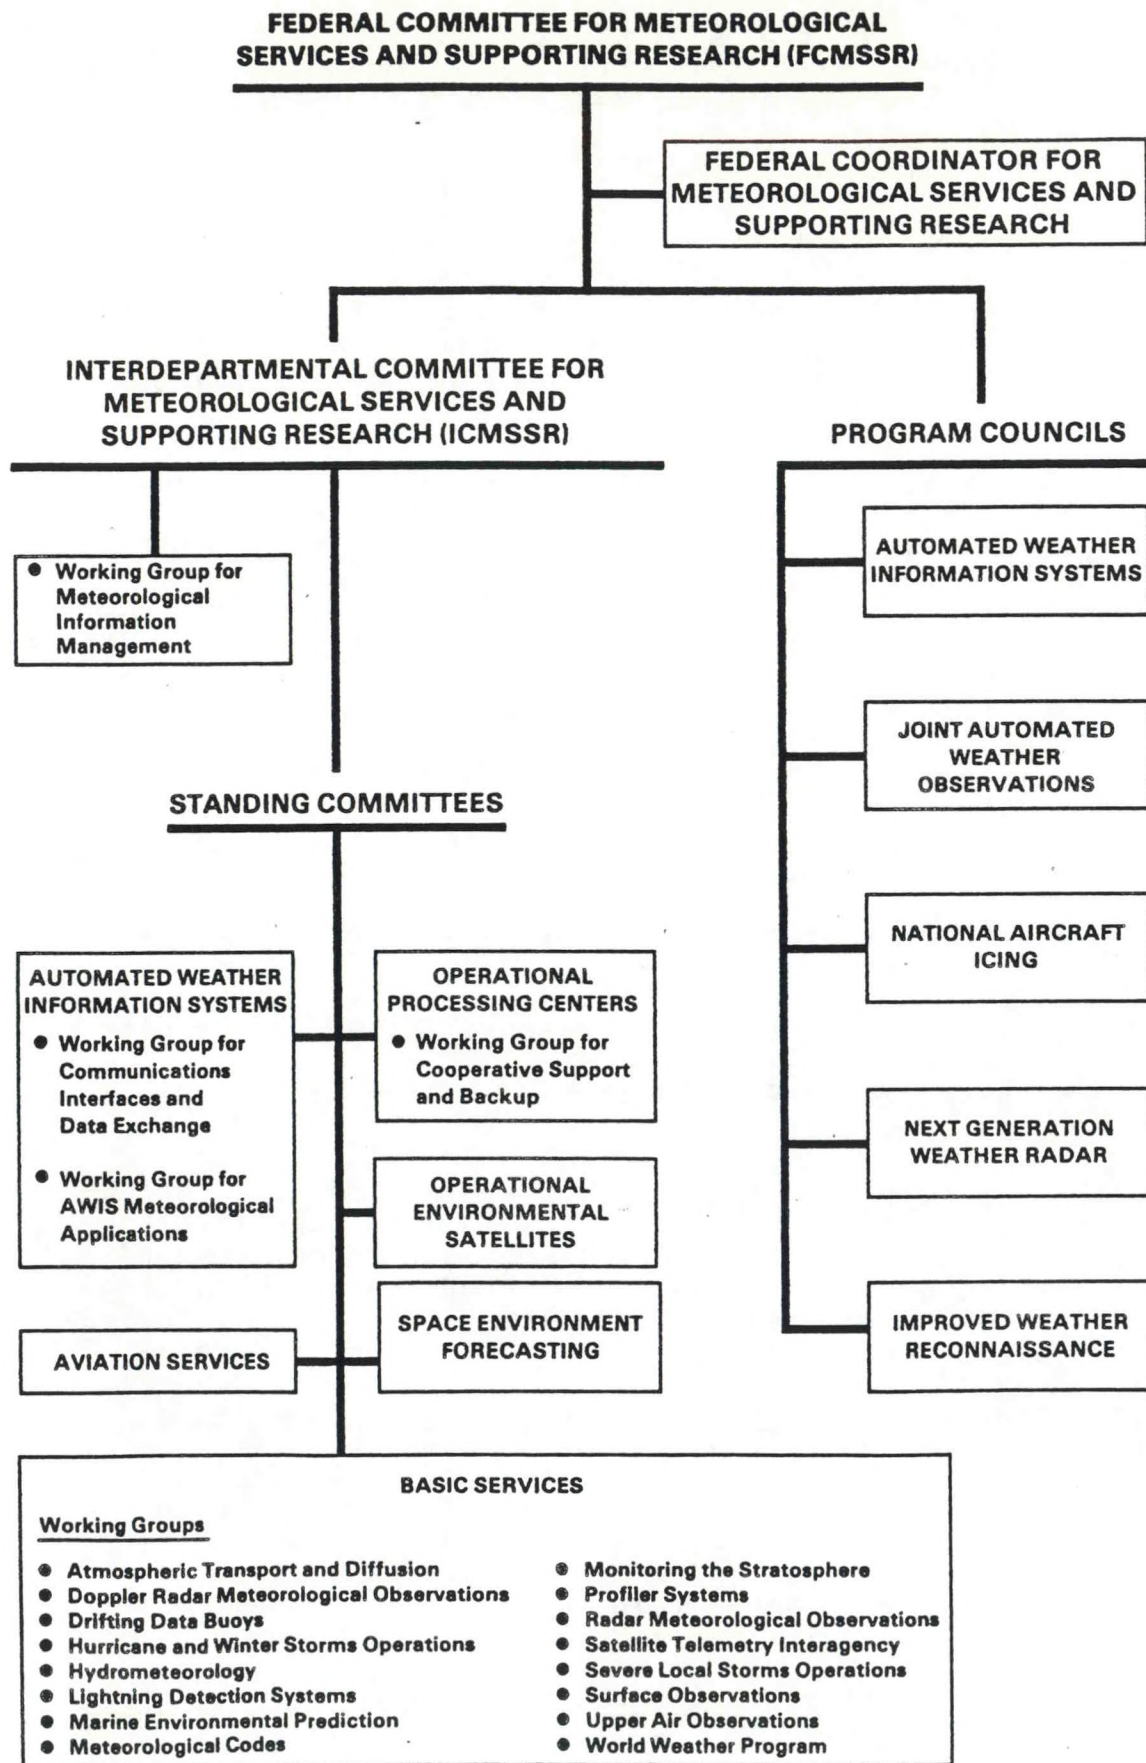 FEDERAL COMMITTEE FOR METEOROLOGICAL
SERVICES AND SUPPORTING RESEARCH (FCMSSR)
FEDERAL COORDINATOR FOR
METEOROLOGICAL SERVICES AND
SUPPORTING RESEARCH
INTERDEPARTMENTAL COMMITTEE FOR
METEOROLOGICAL SERVICES AND
SUPPORTING RESEARCH (ICMSSR)
● Working Group for
Meteorological
Information
Management
STANDING COMMITTEES
AUTOMATED WEATHER
INFORMATION SYSTEMS
● Working Group for
Communications
Interfaces and
Data Exchange
● Working Group for
AWIS Meteorological
Applications
OPERATIONAL
PROCESSING CENTERS
● Working Group for
Cooperative Support
and Backup
OPERATIONAL
ENVIRONMENTAL
SATELLITES
AVIATION SERVICES
SPACE ENVIRONMENT
FORECASTING
PROGRAM COUNCILS
AUTOMATED WEATHER
INFORMATION SYSTEMS
JOINT AUTOMATED
WEATHER
OBSERVATIONS
NATIONAL AIRCRAFT
ICING
NEXT GENERATION
WEATHER RADAR
IMPROVED WEATHER
RECONNAISSANCE
BASIC SERVICES
Working Groups
● Atmospheric Transport and Diffusion
● Doppler Radar Meteorological Observations
● Drifting Data Buoys
● Hurricane and Winter Storms Operations
● Hydrometeorology
● Lightning Detection Systems
● Marine Environmental Prediction
● Meteorological Codes
● Monitoring the Stratosphere
● Profiler Systems
● Radar Meteorological Observations
● Satellite Telemetry Interagency
● Severe Local Storms Operations
● Surface Observations
● Upper Air Observations
● World Weather Program